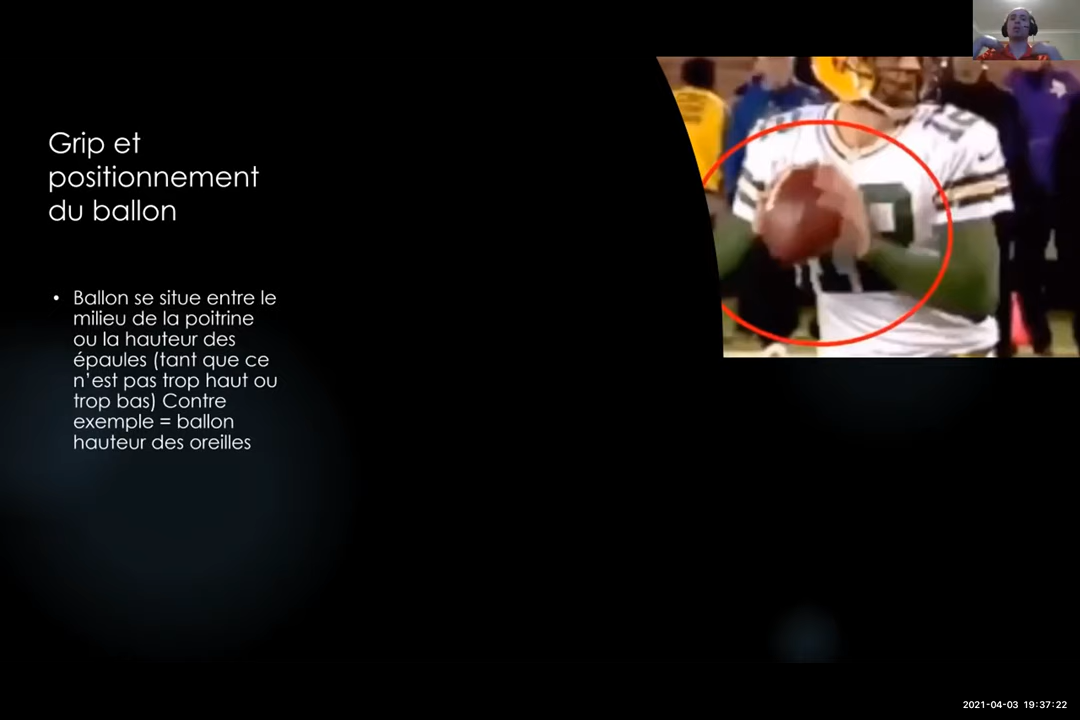 Grip et
positionnement
du ballon
• Ballon se situe entre le
milieu de la poitrine
ou la hauteur des
épaules (tant que ce
n’est pas trop haut ou
trop bas) Contre
exemple = ballon
hauteur des oreilles
12
2021-04-03 19:37:22